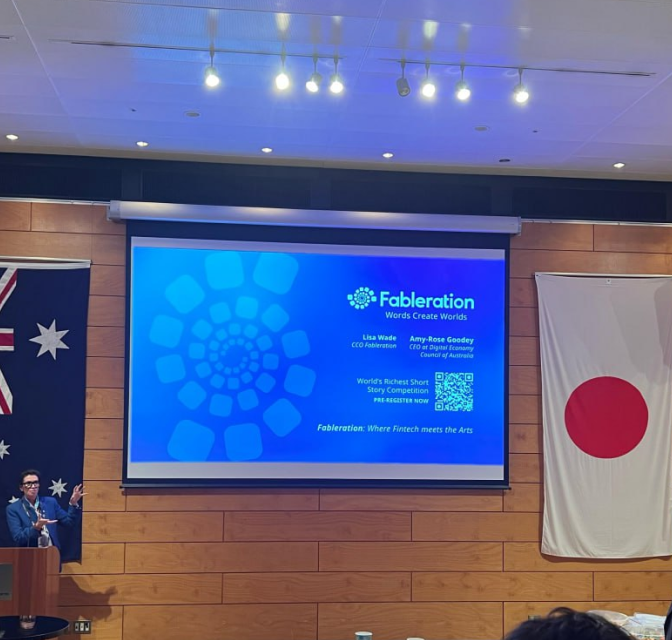 Fableration
Words Create Worlds
Lisa Wade
CCO Fableration
Amy-Rose Goodey
CEO at Digital Economy
Council of Australia
World's Richest Short
Story Competition
PRE-REGISTER NOW
Fableration: Where Fintech meets the Arts